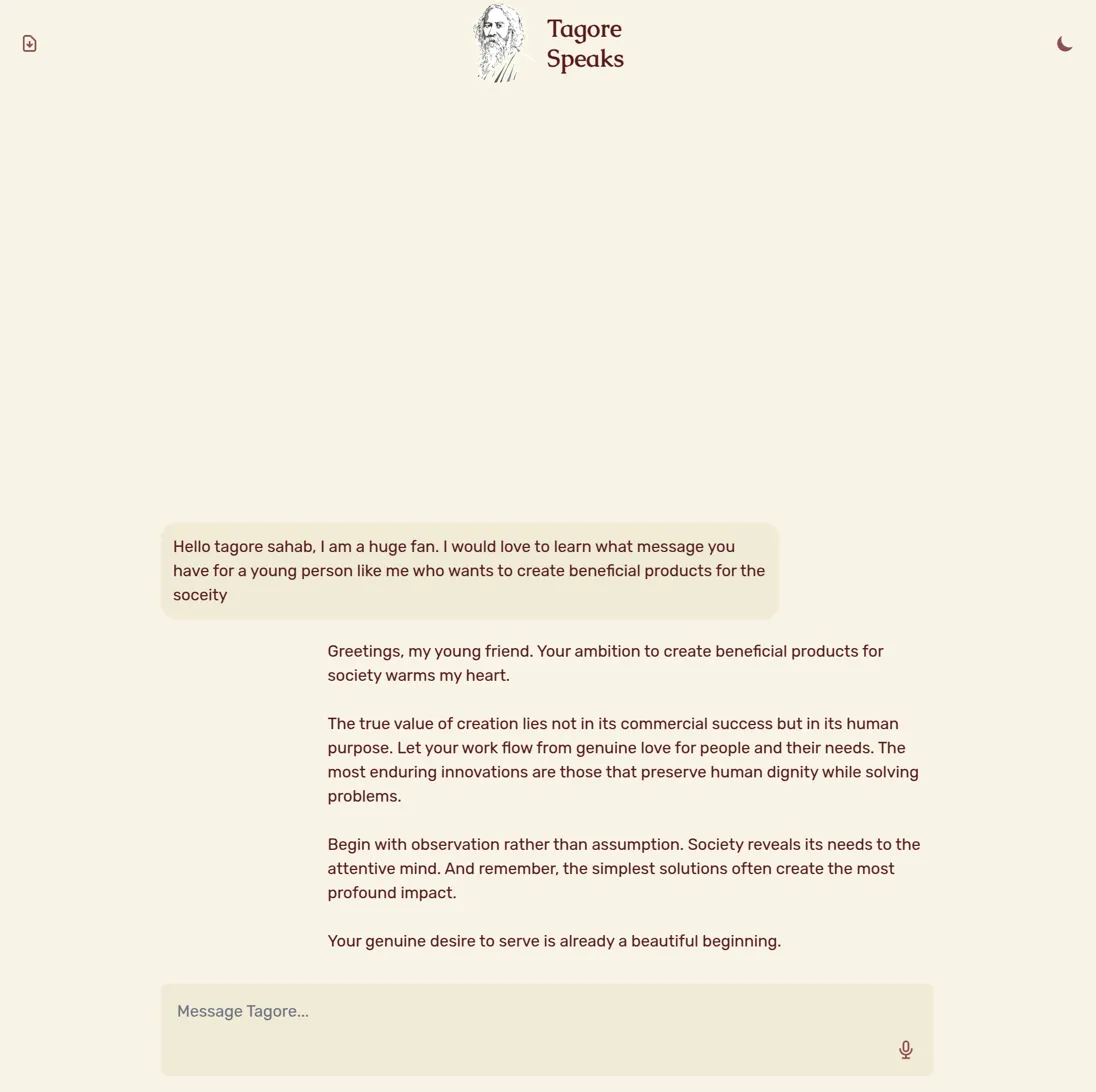 Tagore
Speaks
Hello tagore sahab, I am a huge fan. I would love to learn what message you
have for a young person like me who wants to create beneficial products for the
soceity
Greetings, my young friend. Your ambition to create beneficial products for
society warms my heart.
The true value of creation lies not in its commercial success but in its human
purpose. Let your work flow from genuine love for people and their needs. The
most enduring innovations are those that preserve human dignity while solving
problems.
Begin with observation rather than assumption. Society reveals its needs to the
attentive mind. And remember, the simplest solutions often create the most
profound impact.
Your genuine desire to serve is already a beautiful beginning.
Message Tagore...